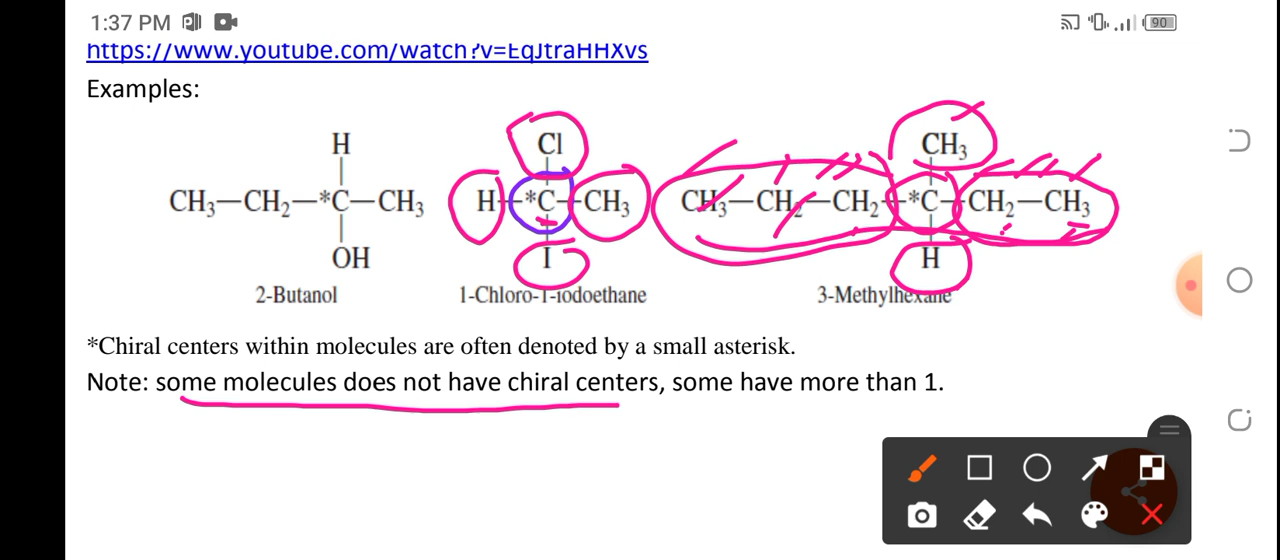 1:37 PM
90
https://www.youtube.com/watch?v=EqJtraHHXvs
Examples:
H Cl CH₃
CH₃—CH₂—*C—CH₃ H—*C—CH₃ CH₃—CH₂—CH₂—*C—CH₂—CH₃
OH I H
2-Butanol 1-Chloro-1-iodoethane 3-Methylhexane
*Chiral centers within molecules are often denoted by a small asterisk.
Note: some molecules does not have chiral centers, some have more than 1.